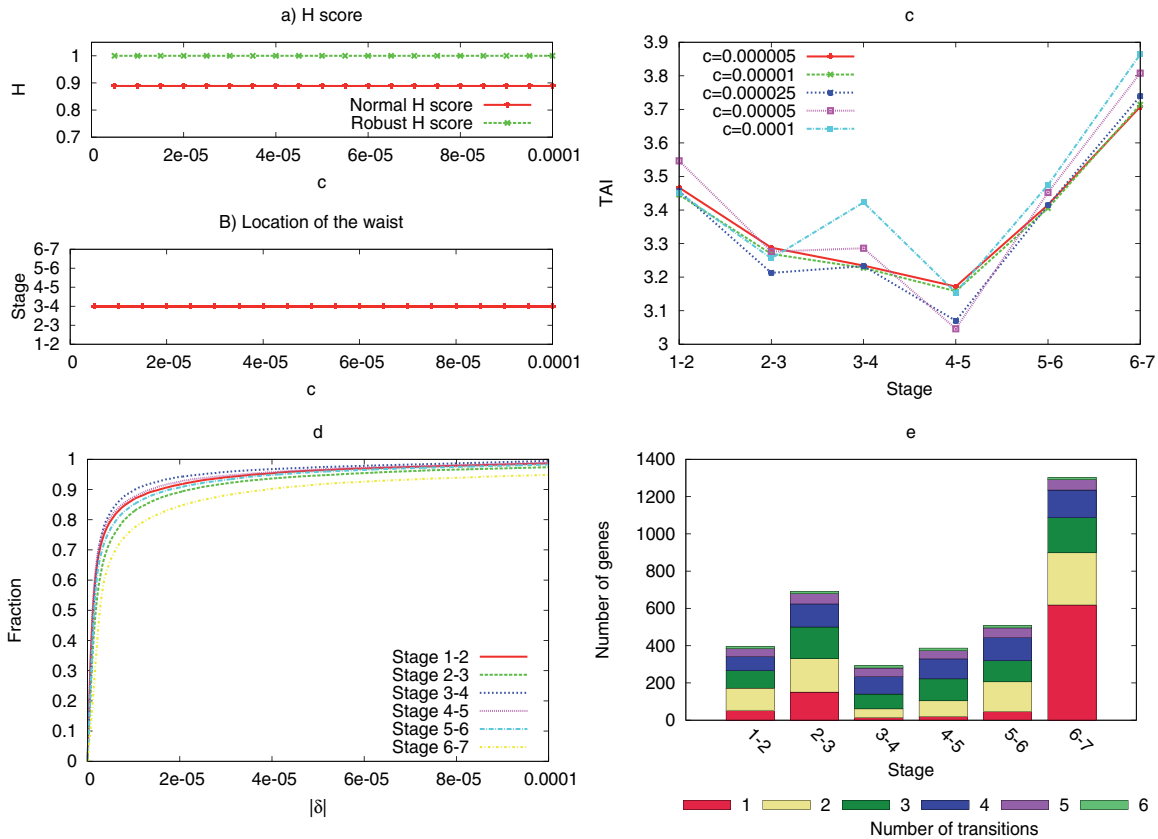 a) H score
H
1
0.9
0.8
0.7
Normal H score
Robust H score
0 2e-05 4e-05 6e-05 8e-05 0.0001
c
B) Location of the waist
Stage
6-7
5-6
4-5
3-4
2-3
1-2
0 2e-05 4e-05 6e-05 8e-05 0.0001
c
c
TAI
3.9
3.8
3.7
3.6
3.5
3.4
3.3
3.2
3.1
3
c=0.000005
c=0.00001
c=0.000025
c=0.00005
c=0.0001
1-2 2-3 3-4 4-5 5-6 6-7
Stage
d
Fraction
1
0.9
0.8
0.7
0.6
0.5
0.4
0.3
0.2
0.1
0
Stage 1-2
Stage 2-3
Stage 3-4
Stage 4-5
Stage 5-6
Stage 6-7
0 2e-05 4e-05 6e-05 8e-05 0.0001
|δ|
e
Number of genes
1400
1200
1000
800
600
400
200
0
1-2 2-3 3-4 4-5 5-6 6-7
Stage
1 2 3 4 5 6
Number of transitions